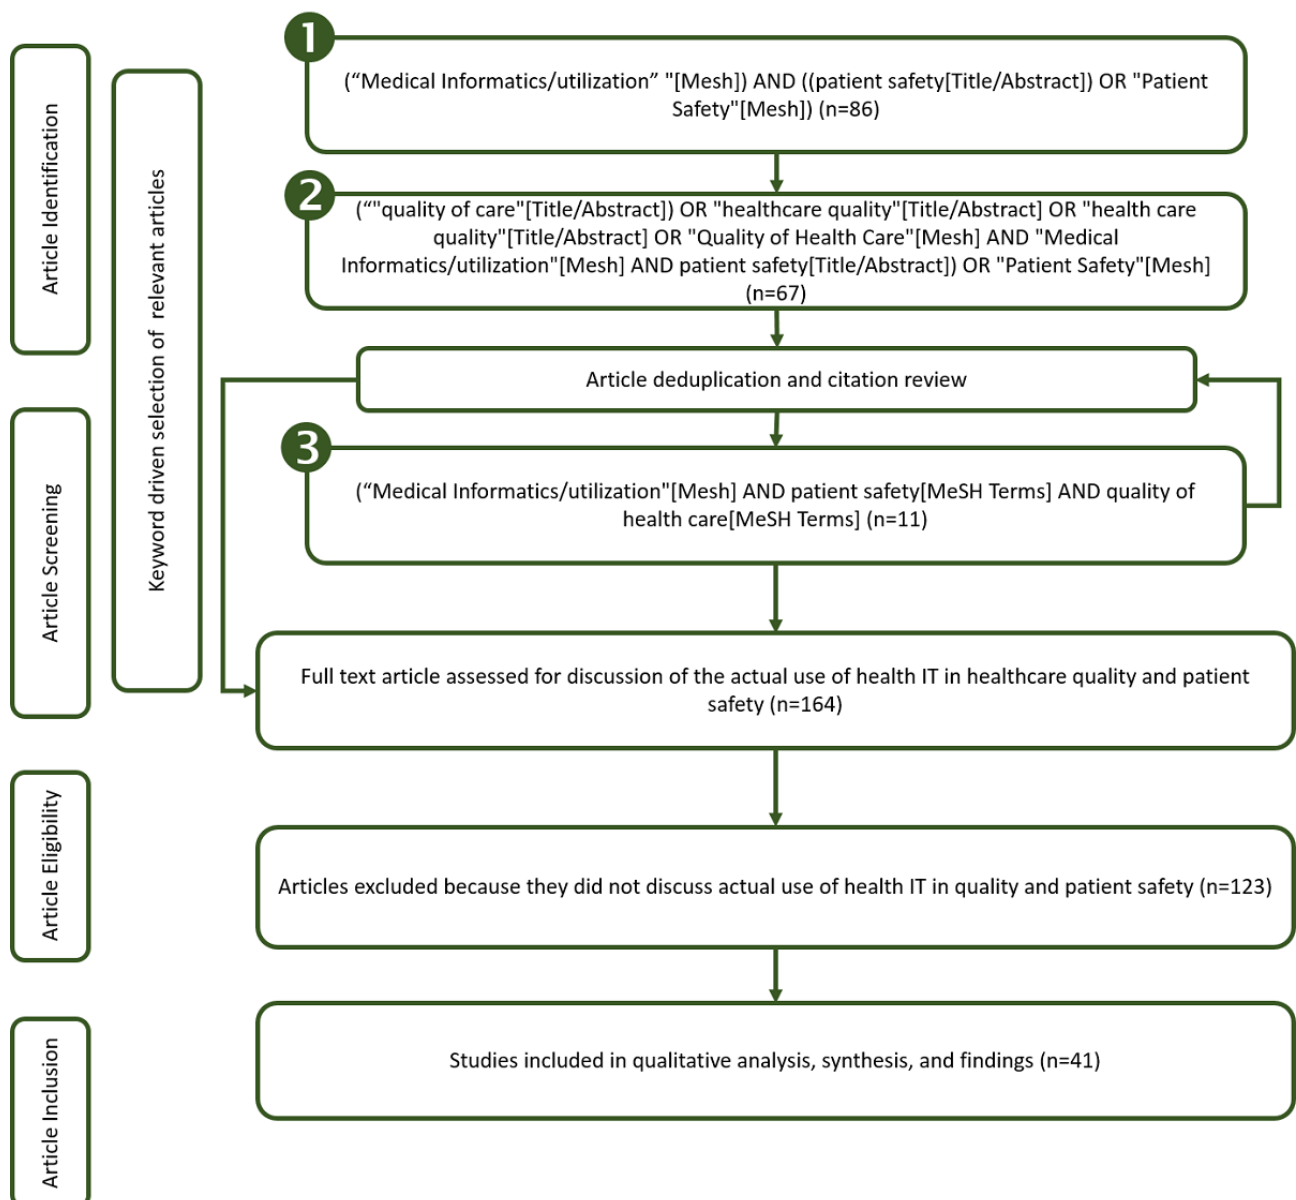 1
(“Medical Informatics/utilization” "[Mesh]) AND ((patient safety[Title/Abstract]) OR "Patient
Safety"[Mesh]) (n=86)
2
(“"quality of care"[Title/Abstract]) OR "healthcare quality"[Title/Abstract] OR "health care
quality"[Title/Abstract] OR "Quality of Health Care"[Mesh] AND "Medical
Informatics/utilization"[Mesh] AND patient safety[Title/Abstract]) OR "Patient Safety"[Mesh]
(n=67)
Article deduplication and citation review
3
(“Medical Informatics/utilization"[Mesh] AND patient safety[MeSH Terms] AND quality of
health care[MeSH Terms] (n=11)
Full text article assessed for discussion of the actual use of health IT in healthcare quality and patient
safety (n=164)
Articles excluded because they did not discuss actual use of health IT in quality and patient safety (n=123)
Studies included in qualitative analysis, synthesis, and findings (n=41)
Article Identification
Keyword driven selection of relevant articles
Article Screening
Article Eligibility
Article Inclusion